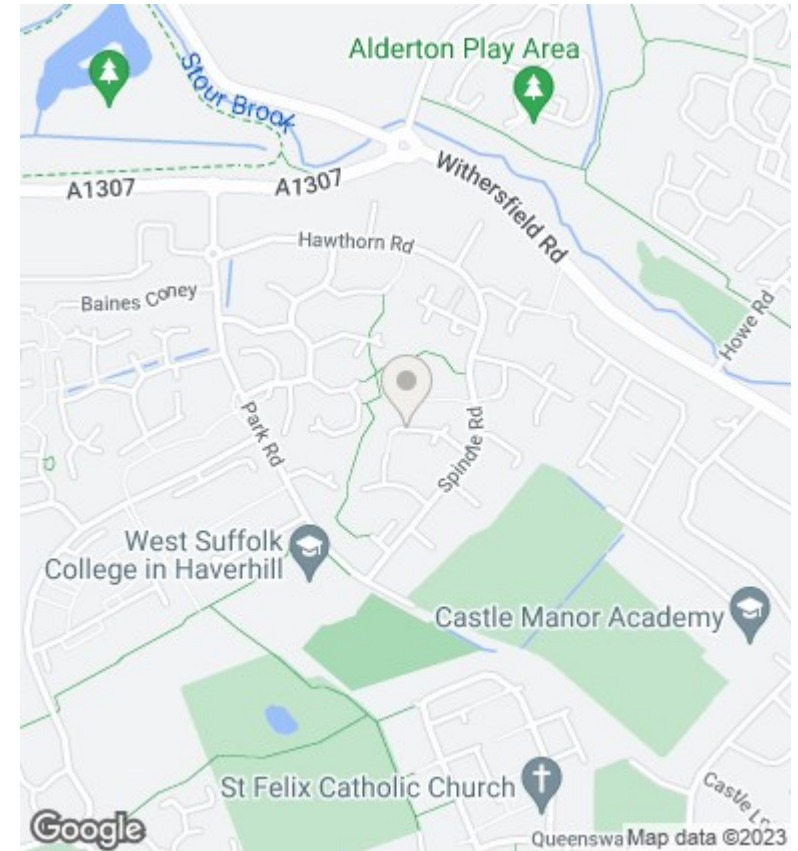 Alderton Play Area
Stour Brook
A1307
A1307
Withersfield Rd
Hawthorn Rd
Baines Coney
Howe Rd
Park Rd
Spindle Rd
West Suffolk
College in Haverhill
Castle Manor Academy
St Felix Catholic Church
Castle
Google
Queenswa
Map data ©2023